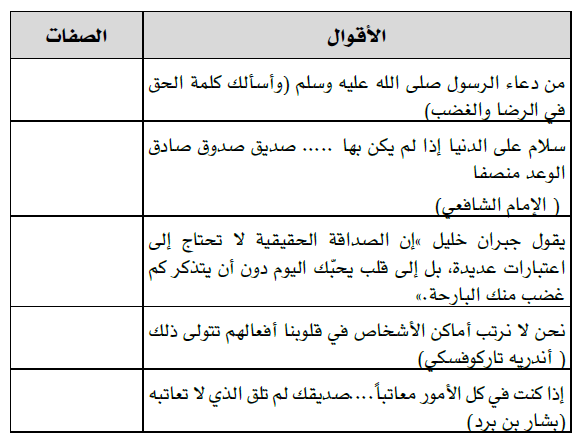 الأقوال
الصفات
من دعاء الرسول صلى الله عليه وسلم (وأسألك كلمة الحق
في الرضا والغضب)
سلام على الدنيا إذا لم يكن بها ..... صديق صدوق صادق
الوعد منصفا
( الإمام الشافعي)
يقول جبران خليل »إن الصداقة الحقيقية لا تحتاج إلى
اعتبارات عديدة، بل إلى قلب يحبّك اليوم دون أن يتذكر كم
غضب منك البارحة.»
نحن لا نرتب أماكن الأشخاص في قلوبنا أفعالهم تتولى ذلك
( أندريه تاركوفسكي)
إذا كنت في كل الأمور معاتباً....صديقك لم تلق الذي لا تعاتبه
(بشار بن برد)